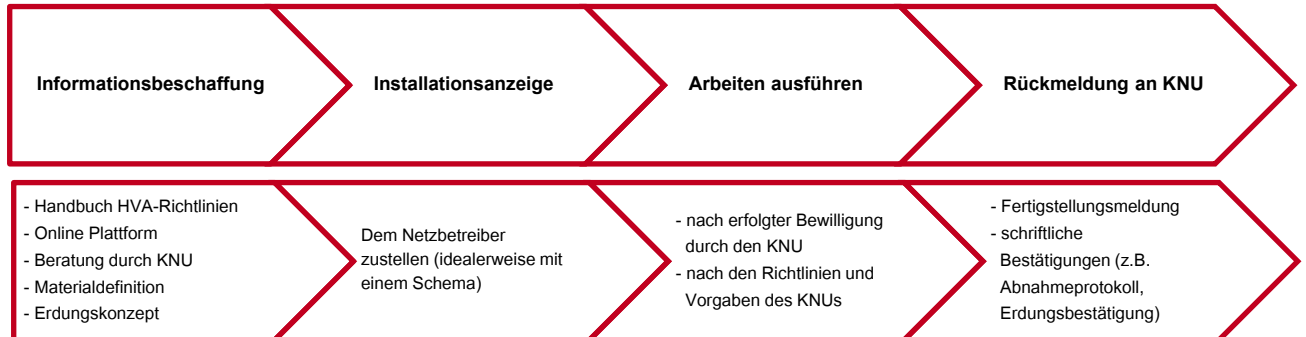 Informationsbeschaffung
Installationsanzeige
Arbeiten ausführen
Rückmeldung an KNU
- Handbuch HVA-Richtlinien
- Online Plattform
- Beratung durch KNU
- Materialdefinition
- Erdungskonzept
Dem Netzbetreiber
zustellen (idealerweise mit
einem Schema)
- nach erfolgter Bewilligung
durch den KNU
- nach den Richtlinien und
Vorgaben des KNUs
- Fertigstellungsmeldung
- schriftliche
Bestätigungen (z.B.
Abnahmeprotokoll,
Erdungsbestätigung)